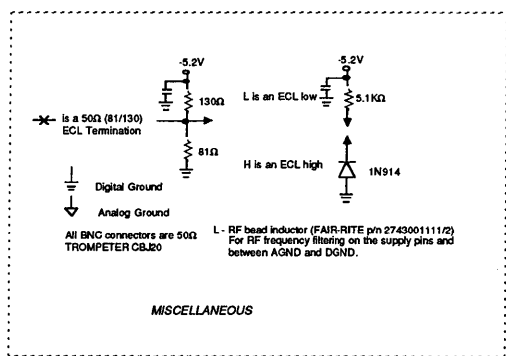 -5.2V
130Ω
is a 50Ω (81/130)
ECL Termination
81Ω
-5.2V
L is an ECL low
5.1KΩ
H is an ECL high
1N914
Digital Ground
Analog Ground
All BNC connectors are 50Ω
TROMPETER CBJ20
L - RF bead inductor (FAIR-RITE p/n 2743001111/2)
For RF frequency filtering on the supply pins and
between AGND and DGND.
MISCELLANEOUS